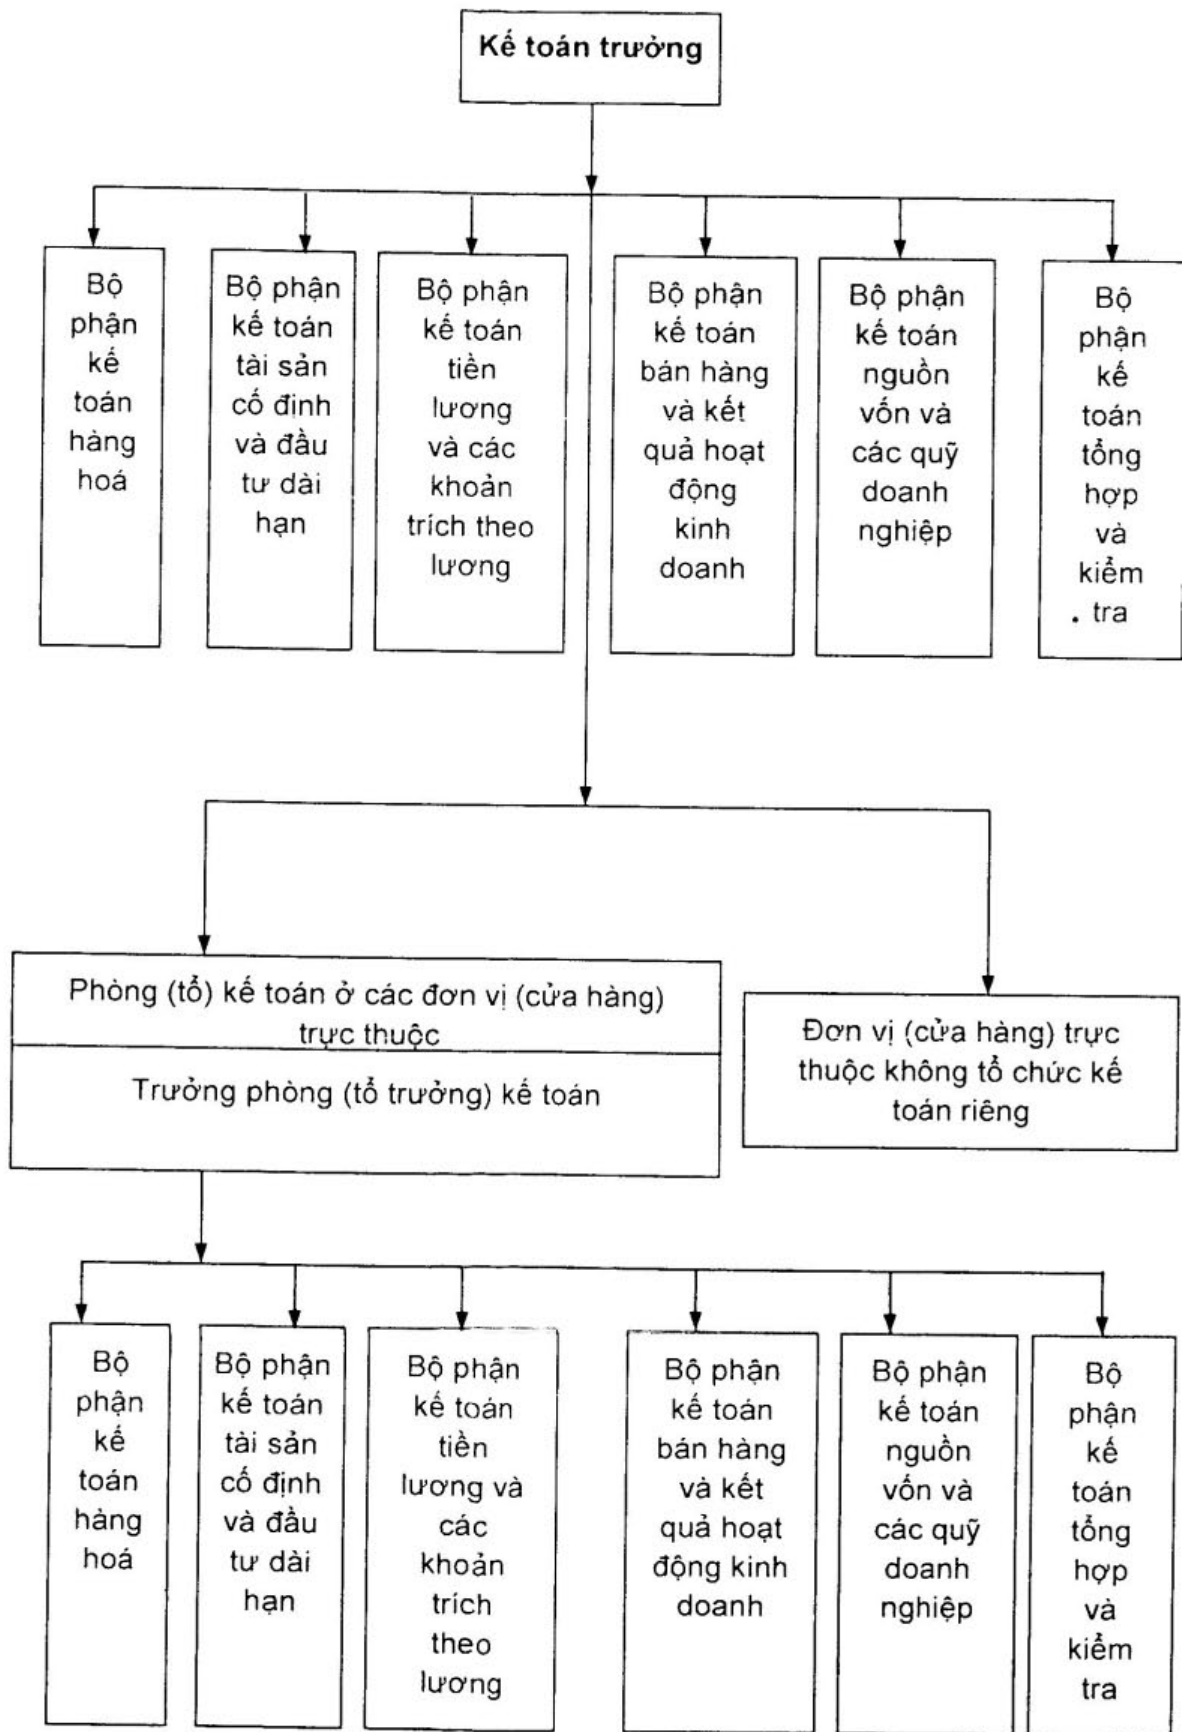 Kế toán trưởng
Bộ
phận
kế
toán
hàng
hoá
Bộ phận
kế toán
tài sản
cố định
và đầu
tư dài
hạn
Bộ phận
kế toán
tiền
lương
và các
khoản
trích theo
lương
Bộ phận
kế toán
bán hàng
và kết
quả hoạt
động
kinh
doanh
Bộ phận
kế toán
nguồn
vốn và
các quỹ
doanh
nghiệp
Bộ
phận
kế
toán
tổng
hợp
và
kiểm
tra
Phòng (tổ) kế toán ở các đơn vị (cửa hàng)
trực thuộc
Trưởng phòng (tổ trưởng) kế toán
Đơn vị (cửa hàng) trực
thuộc không tổ chức kế
toán riêng
Bộ
phận
kế
toán
hàng
hoá
Bộ phận
kế toán
tài sản
cố định
và đầu
tư dài
hạn
Bộ phận
kế toán
tiền
lương và
các
khoản
trích
theo
lương
Bộ phận
kế toán
bán hàng
và kết
quả hoạt
động kinh
doanh
Bộ phận
kế toán
nguồn
vốn và
các quỹ
doanh
nghiệp
Bộ
phận
kế
toán
tổng
hợp
và
kiểm
tra